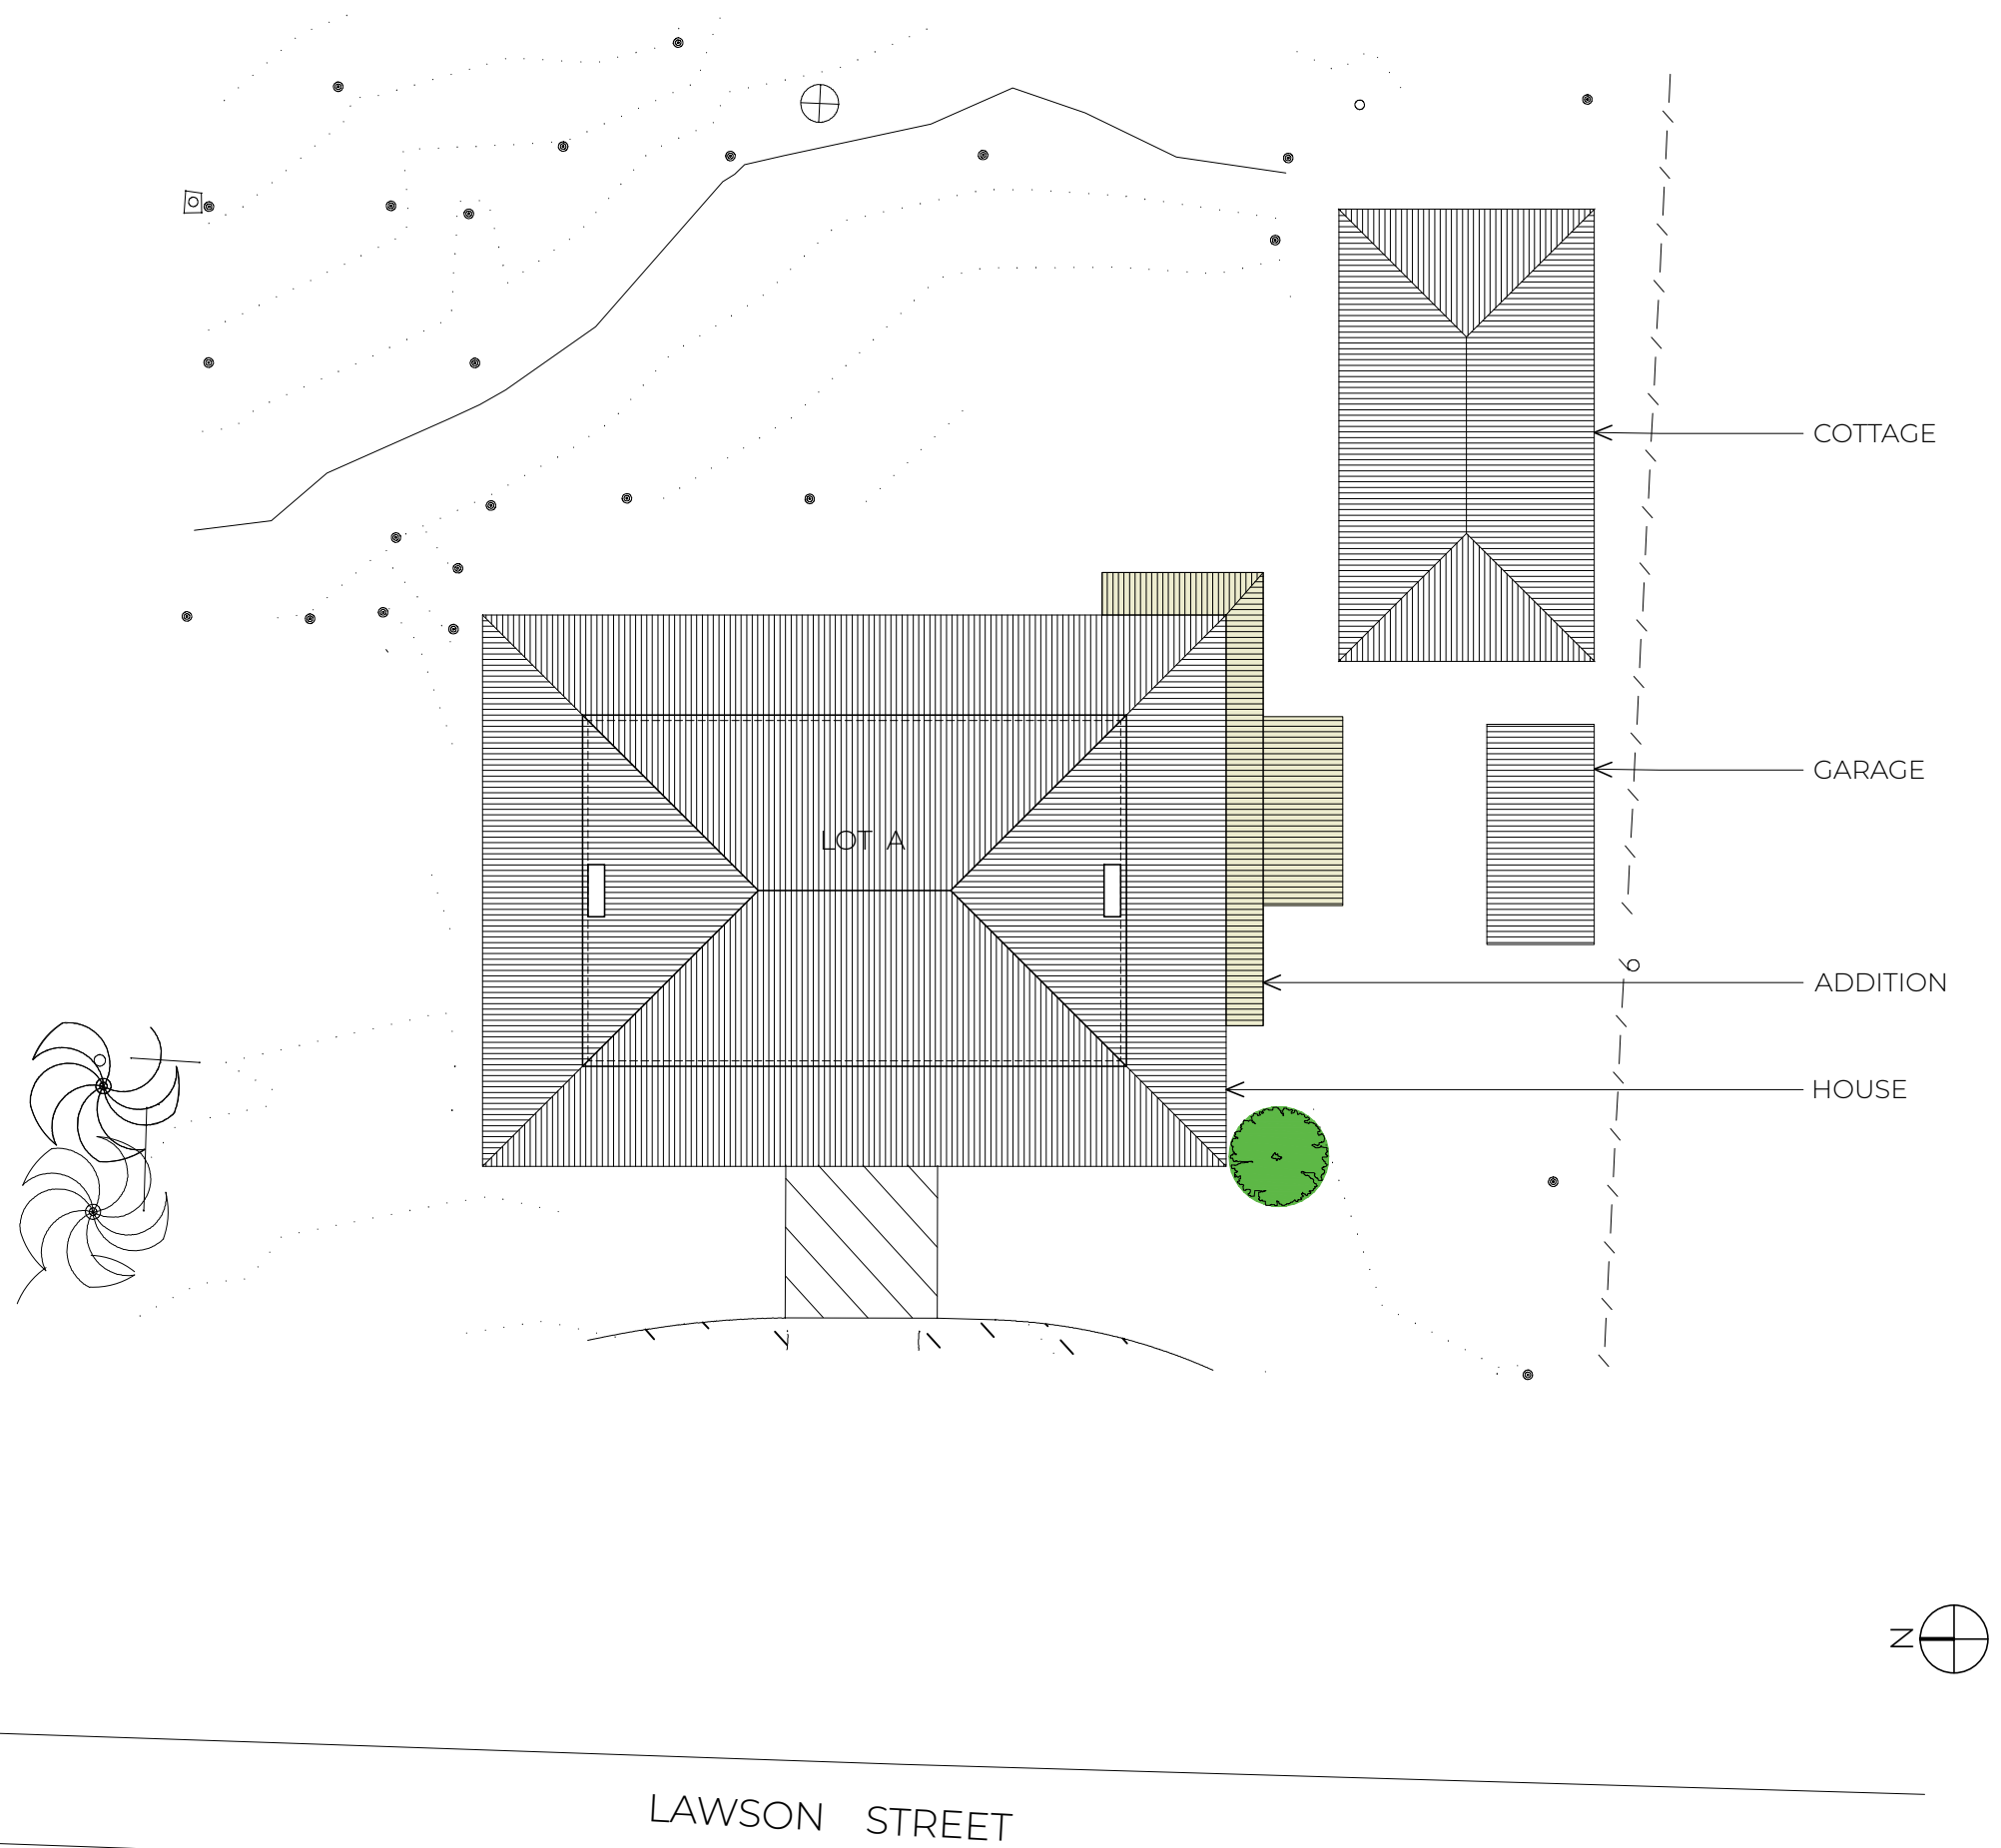 COTTAGE
GARAGE
LOT A
ADDITION
HOUSE
N
LAWSON STREET